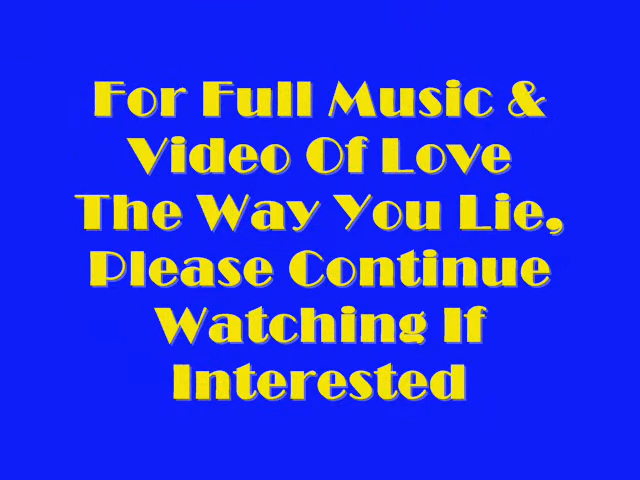 For Full Music &
Video Of Love
The Way You Lie,
Please Continue
Watching If
Interested